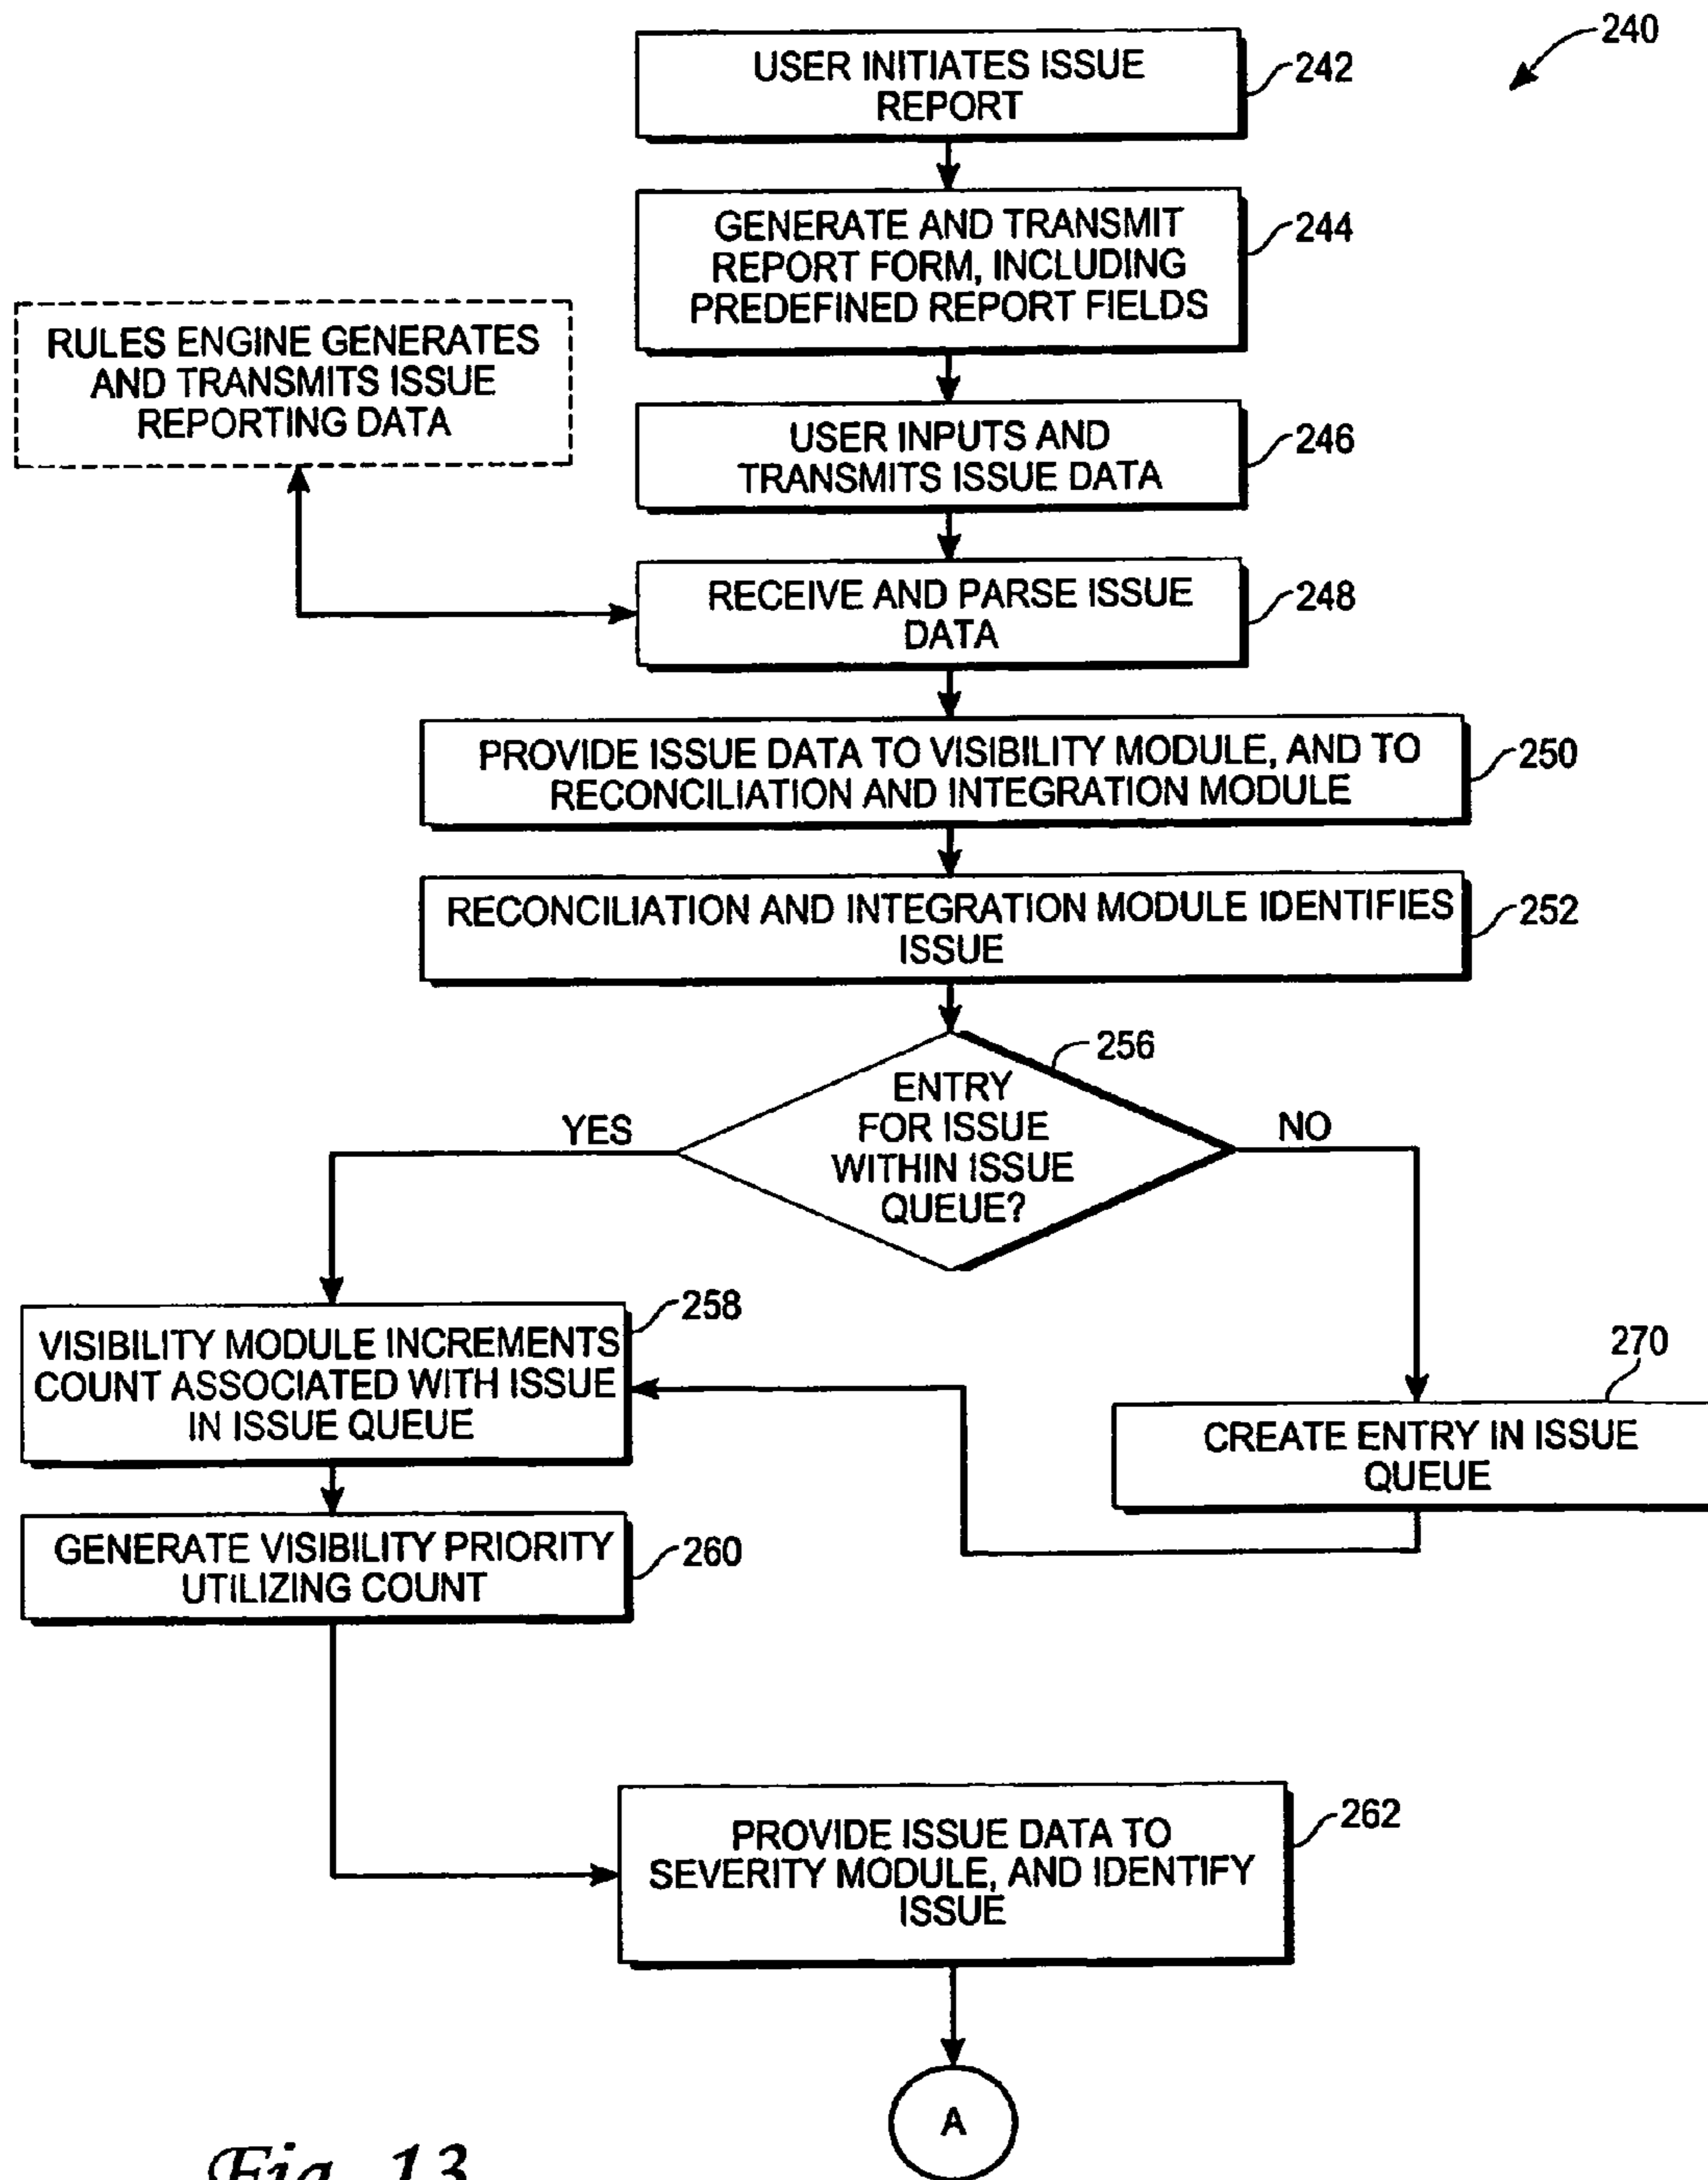 240
USER INITIATES ISSUE
REPORT
242
GENERATE AND TRANSMIT
REPORT FORM, INCLUDING
PREDEFINED REPORT FIELDS
244
RULES ENGINE GENERATES
AND TRANSMITS ISSUE
REPORTING DATA
USER INPUTS AND
TRANSMITS ISSUE DATA
246
RECEIVE AND PARSE ISSUE
DATA
248
PROVIDE ISSUE DATA TO VISIBILITY MODULE, AND TO
RECONCILIATION AND INTEGRATION MODULE
250
RECONCILIATION AND INTEGRATION MODULE IDENTIFIES
ISSUE
252
256
ENTRY
FOR ISSUE
WITHIN ISSUE
QUEUE?
YES
NO
258
VISIBILITY MODULE INCREMENTS
COUNT ASSOCIATED WITH ISSUE
IN ISSUE QUEUE
270
CREATE ENTRY IN ISSUE
QUEUE
GENERATE VISIBILITY PRIORITY
UTILIZING COUNT
260
PROVIDE ISSUE DATA TO
SEVERITY MODULE, AND IDENTIFY
ISSUE
262
A
Fig. 13